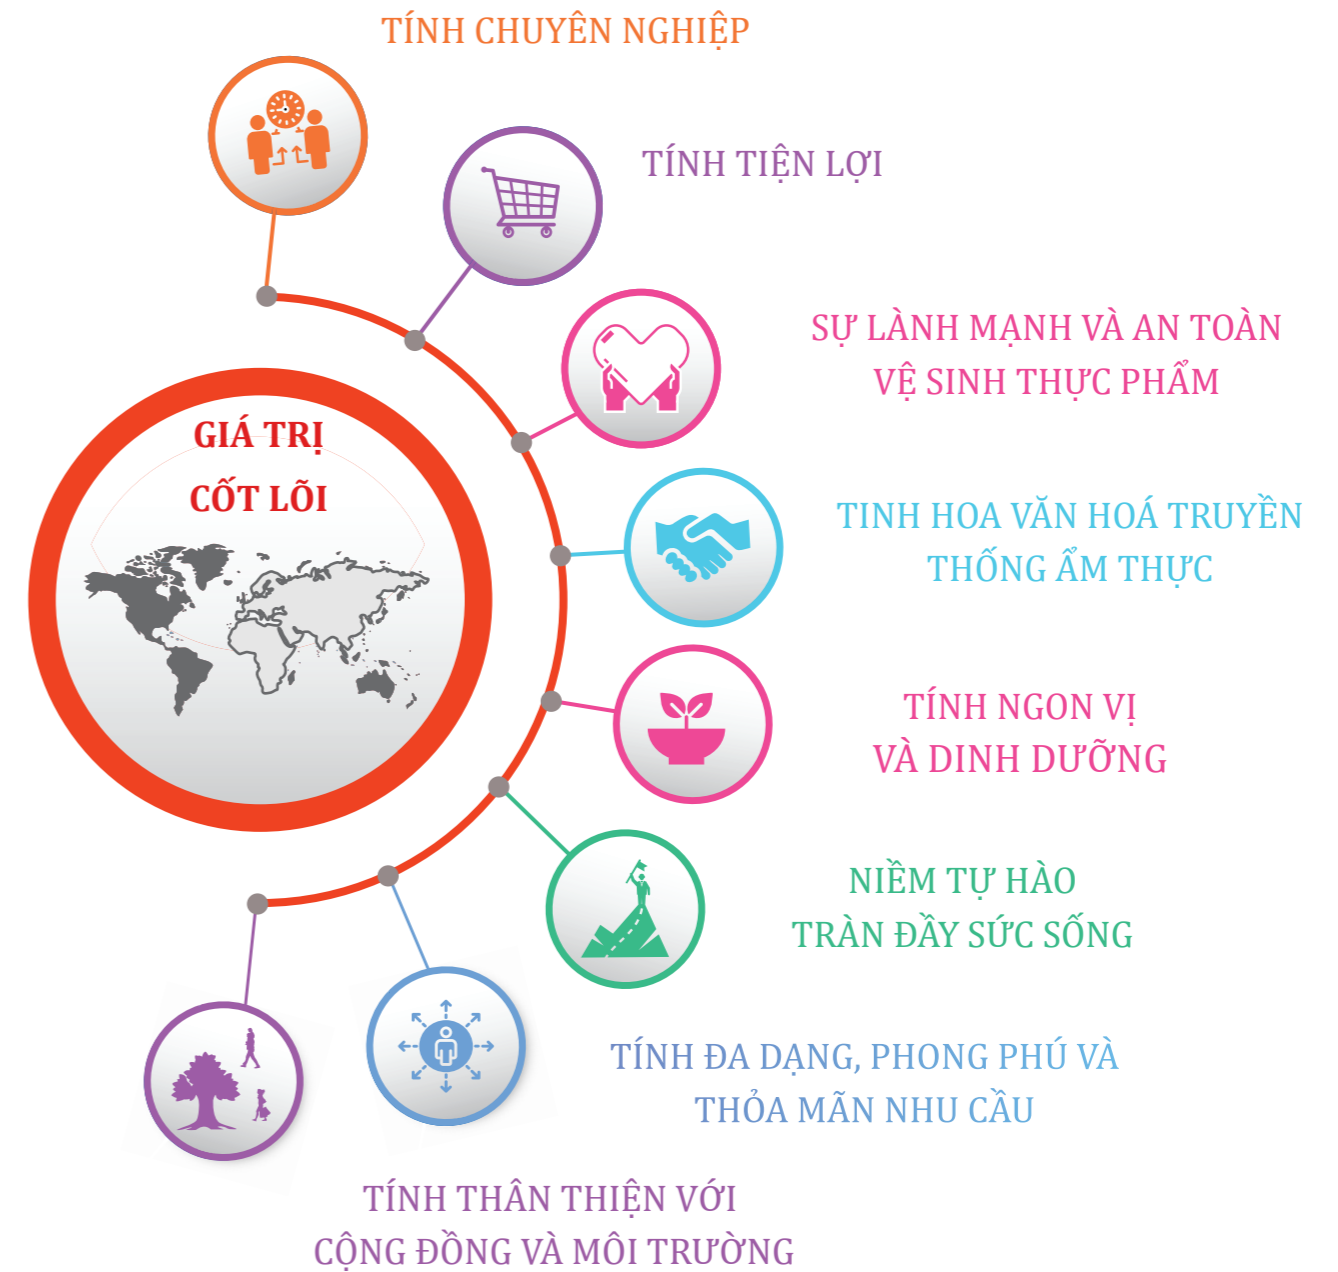 TÍNH CHUYÊN NGHIỆP
TÍNH TIỆN LỢI
SỰ LÀNH MẠNH VÀ AN TOÀN
VỆ SINH THỰC PHẨM
GIÁ TRỊ
CỐT LÕI
TINH HOA VĂN HOÁ TRUYỀN
THỐNG ẨM THỰC
TÍNH NGON VỊ
VÀ DINH DƯỠNG
NIỀM TỰ HÀO
TRÀN ĐẦY SỨC SỐNG
TÍNH ĐA DẠNG, PHONG PHÚ VÀ
THỎA MÃN NHU CẦU
TÍNH THÂN THIỆN VỚI
CỘNG ĐỒNG VÀ MÔI TRƯỜNG